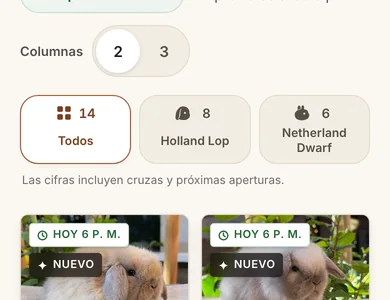 Columnas 2 3
14 8 6
Todos Holland Lop Netherland
Dwarf
Las cifras incluyen cruzas y próximas aperturas.
HOY 6 P. M. HOY 6 P. M.
NUEVO NUEVO